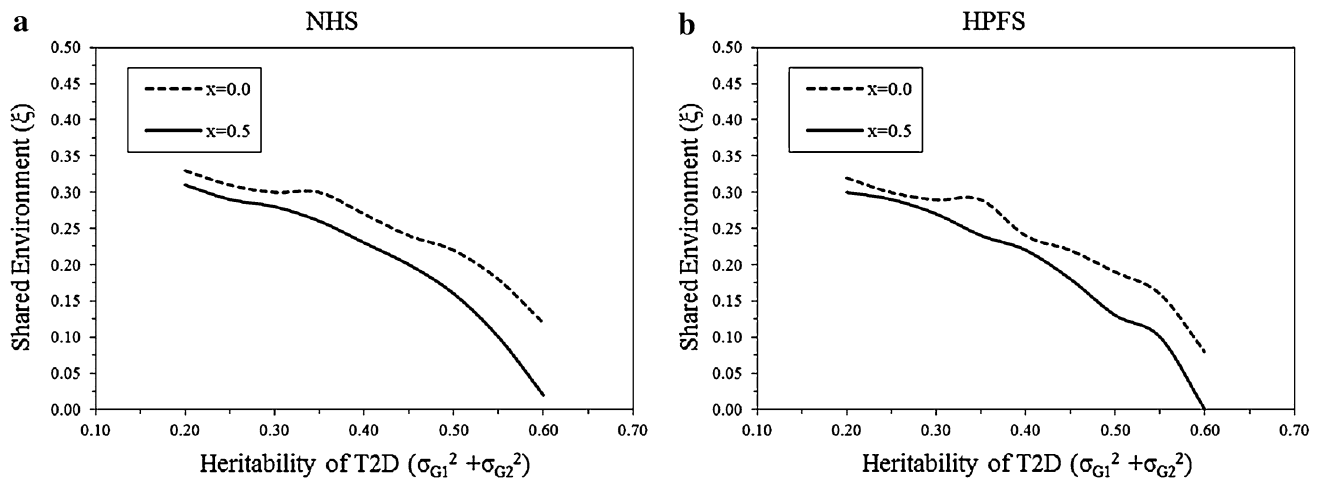 a
NHS
0.50
0.45
0.40
0.35
0.30
0.25
0.20
0.15
0.10
0.05
0.00
Shared Environment (ξ)
x=0.0
x=0.5
0.10 0.20 0.30 0.40 0.50 0.60 0.70
Heritability of T2D (σG1² +σG2²)
b
HPFS
0.50
0.45
0.40
0.35
0.30
0.25
0.20
0.15
0.10
0.05
0.00
Shared Environment (ξ)
x=0.0
x=0.5
0.10 0.20 0.30 0.40 0.50 0.60 0.70
Heritability of T2D (σG1² +σG2²)